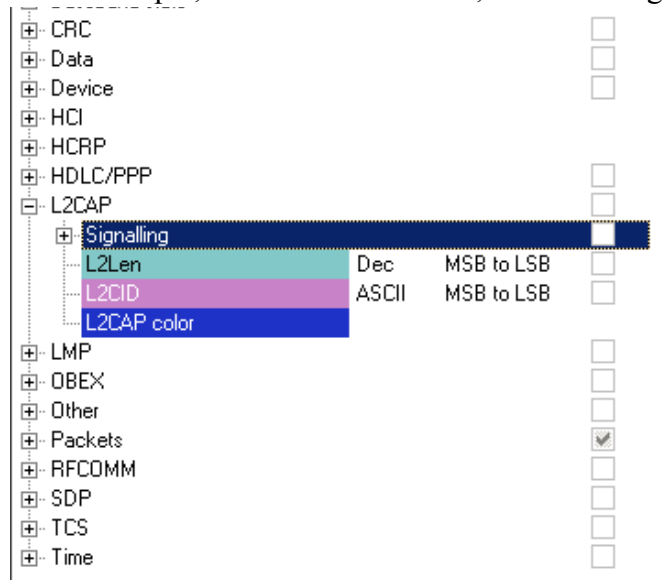 CRC
Data
Device
HCI
HCRP
HDLC/PPP
L2CAP
Signalling
L2Len Dec MSB to LSB
L2CID ASCII MSB to LSB
L2CAP color
LMP
OBEX
Other
Packets
RFCOMM
SDP
TCS
Time